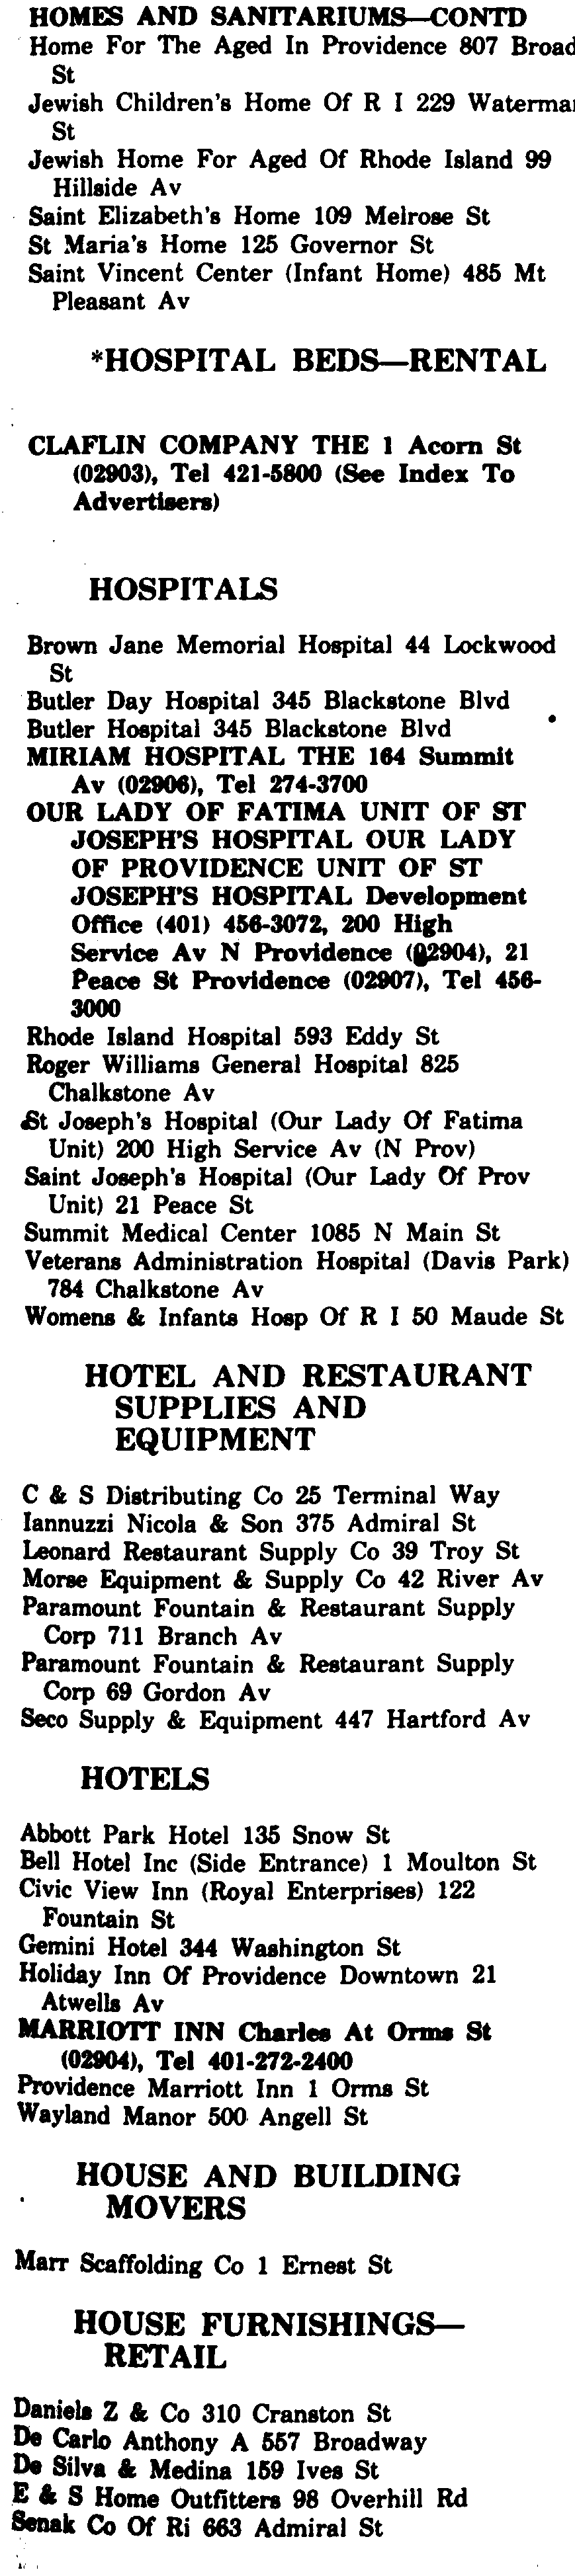 HOMES AND SANITARIUMS—CONTD
Home For The Aged In Providence 807 Broad
St
Jewish Children's Home Of R I 229 Waterman
St
Jewish Home For Aged Of Rhode Island 99
Hillside Av
Saint Elizabeth's Home 109 Melrose St
St Maria's Home 125 Governor St
Saint Vincent Center (Infant Home) 485 Mt
Pleasant Av
*HOSPITAL BEDS—RENTAL
CLAFLIN COMPANY THE 1 Acorn St
(02903), Tel 421-5800 (See Index To
Advertisers)
HOSPITALS
Brown Jane Memorial Hospital 44 Lockwood
St
Butler Day Hospital 345 Blackstone Blvd
Butler Hospital 345 Blackstone Blvd
MIRIAM HOSPITAL THE 164 Summit
Av (02906), Tel 274-3700
OUR LADY OF FATIMA UNIT OF ST
JOSEPH'S HOSPITAL OUR LADY
OF PROVIDENCE UNIT OF ST
JOSEPH'S HOSPITAL Development
Office (401) 456-3072, 200 High
Service Av N Providence (02904), 21
Peace St Providence (02907), Tel 456-
3000
Rhode Island Hospital 593 Eddy St
Roger Williams General Hospital 825
Chalkstone Av
St Joseph's Hospital (Our Lady Of Fatima
Unit) 200 High Service Av (N Prov)
Saint Joseph's Hospital (Our Lady Of Prov
Unit) 21 Peace St
Summit Medical Center 1085 N Main St
Veterans Administration Hospital (Davis Park)
784 Chalkstone Av
Womens & Infants Hosp Of R I 50 Maude St
HOTEL AND RESTAURANT
SUPPLIES AND
EQUIPMENT
C & S Distributing Co 25 Terminal Way
Iannuzzi Nicola & Son 375 Admiral St
Leonard Restaurant Supply Co 39 Troy St
Morse Equipment & Supply Co 42 River Av
Paramount Fountain & Restaurant Supply
Corp 711 Branch Av
Paramount Fountain & Restaurant Supply
Corp 69 Gordon Av
Seco Supply & Equipment 447 Hartford Av
HOTELS
Abbott Park Hotel 135 Snow St
Bell Hotel Inc (Side Entrance) 1 Moulton St
Civic View Inn (Royal Enterprises) 122
Fountain St
Gemini Hotel 344 Washington St
Holiday Inn Of Providence Downtown 21
Atwells Av
MARRIOTT INN Charles At Orms St
(02904), Tel 401-272-2400
Providence Marriott Inn 1 Orms St
Wayland Manor 500 Angell St
HOUSE AND BUILDING
MOVERS
Marr Scaffolding Co 1 Ernest St
HOUSE FURNISHINGS—
RETAIL
Daniels Z & Co 310 Cranston St
De Carlo Anthony A 557 Broadway
De Silva & Medina 159 Ives St
E & S Home Outfitters 98 Overhill Rd
Senak Co Of Ri 663 Admiral St